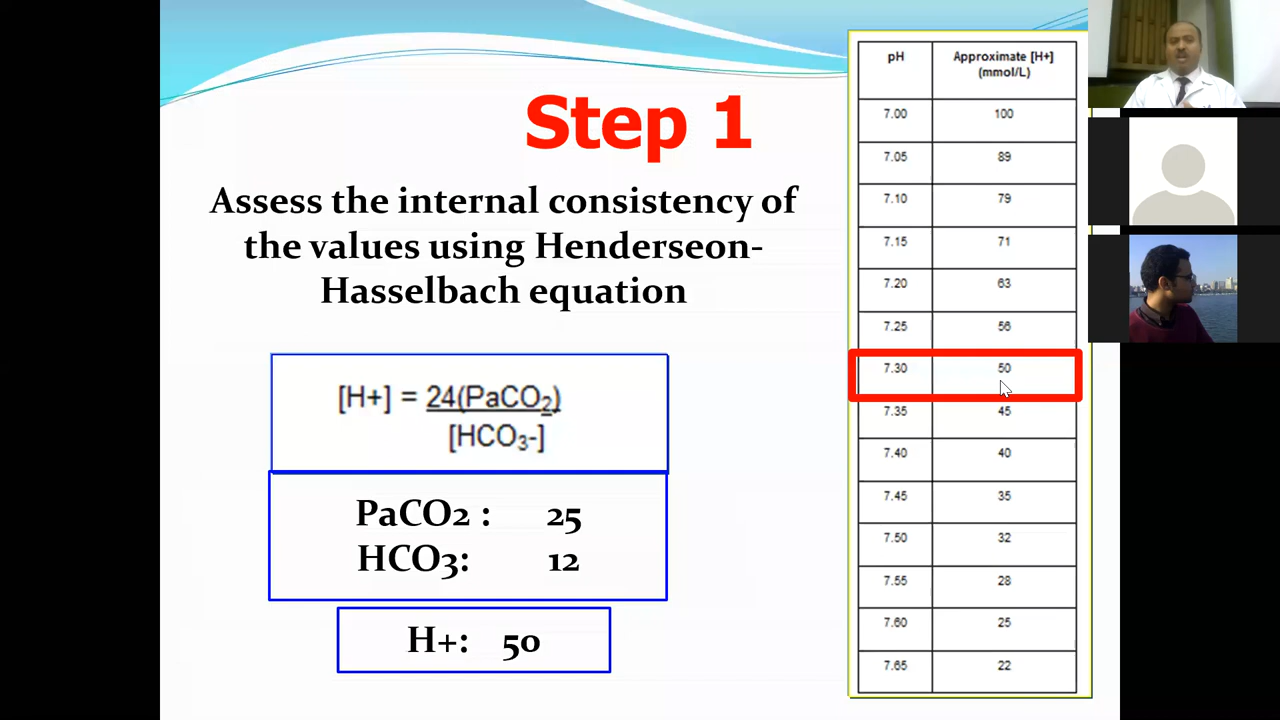 Step 1
Assess the internal consistency of
the values using Henderseon-
Hasselbach equation
[H+] = 24(PaCO2)
[HCO3-]
PaCO2 : 25
HCO3: 12
H+: 50
pH Approximate [H+]
(mmol/L)
7.00 100
7.05 89
7.10 79
7.15 71
7.20 63
7.25 56
7.30 50
7.35 45
7.40 40
7.45 35
7.50 32
7.55 28
7.60 25
7.65 22